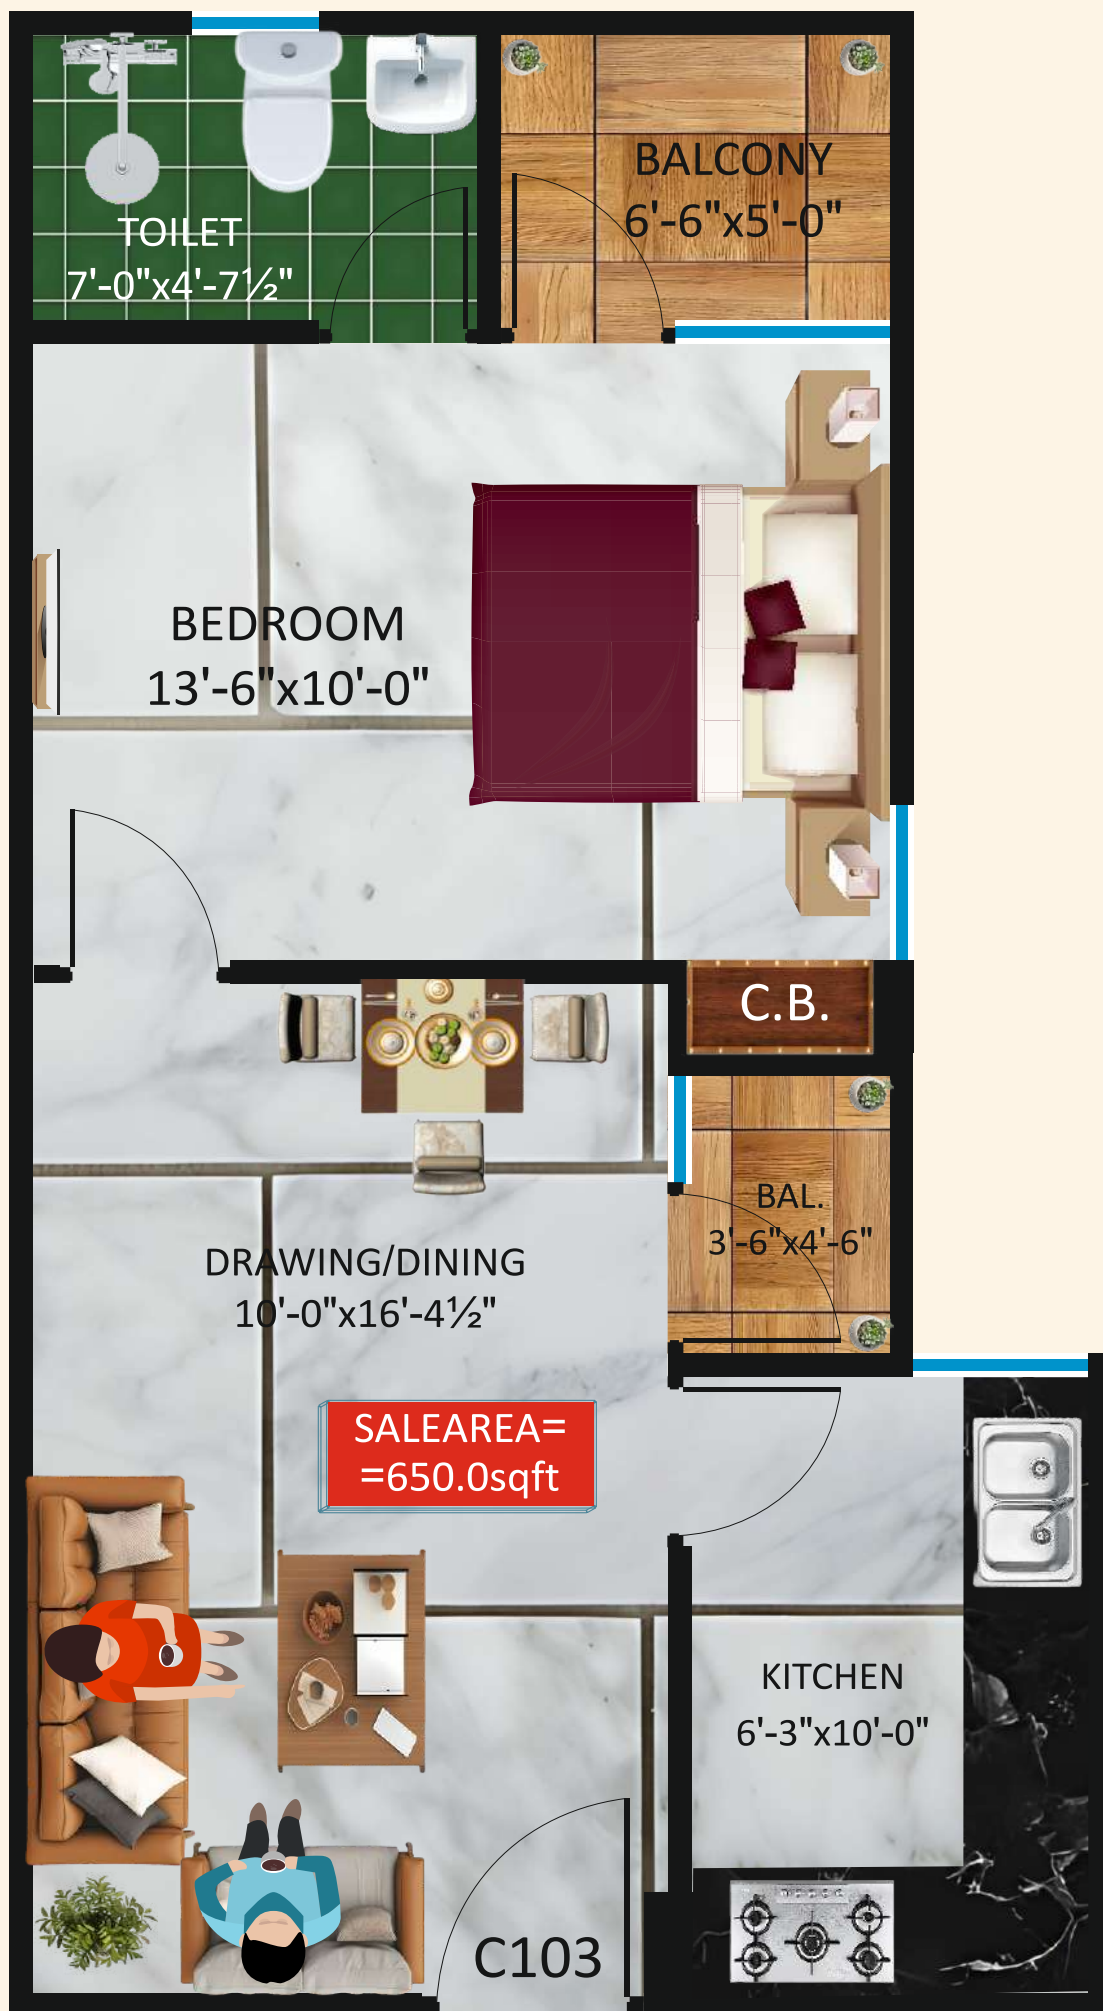 BALCONY
6'-6"x5'-0"
TOILET
7'-0"x4'-7½"
BEDROOM
13'-6"x10'-0"
C.B.
BAL.
3'-6"x4'-6"
DRAWING/DINING
10'-0"x16'-4½"
SALEAREA=
=650.0sqft
KITCHEN
6'-3"x10'-0"
C103